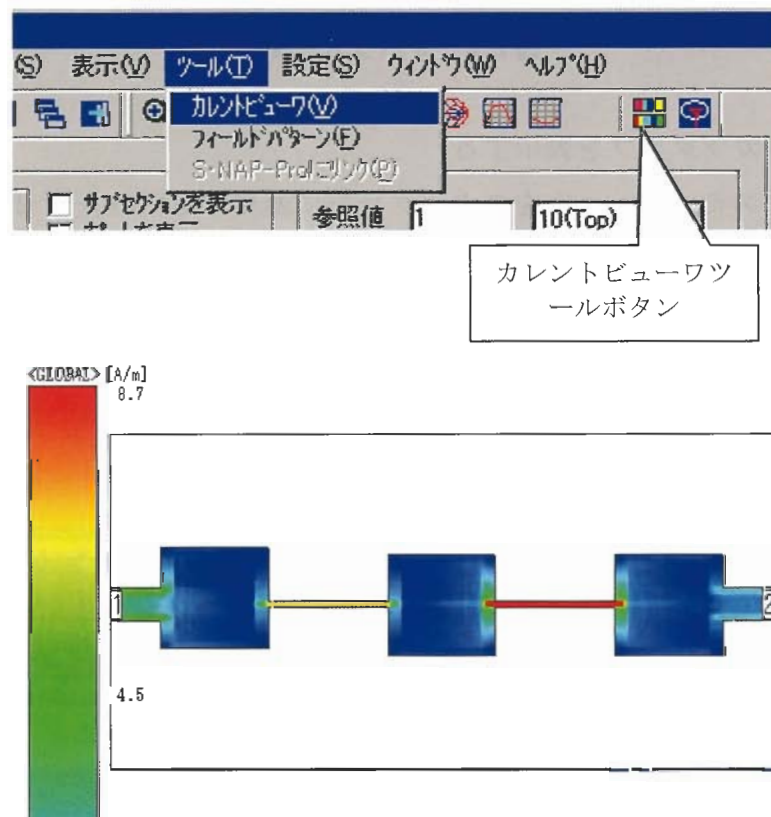 (S) 表示(V) ツール(T) 設定(S) ウィンドウ(W) ヘルプ(H)
カレントビューワ(V)
フィールドパターン(F)
S-NAP-Proにリンク(P)
サブセクションを表示
参照値 1 10(Top)
カレントビューワツ
ールボタン
<GLOBAL> [A/m]
8.7
1
2
4.5